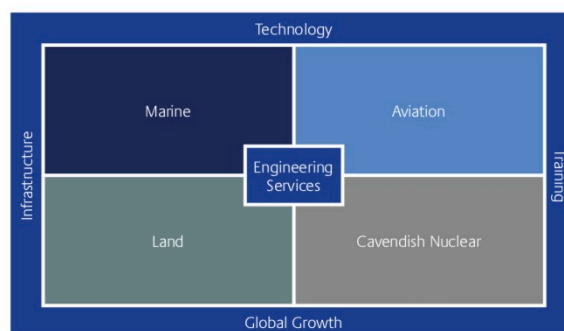 Technology
Infrastructure
Marine
Aviation
Engineering
Services
Training
Land
Cavendish Nuclear
Global Growth